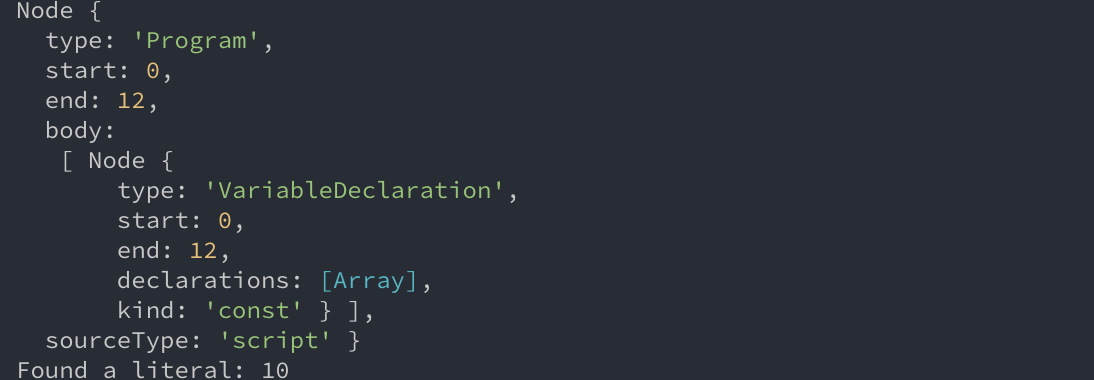 Node {
  type: 'Program',
  start: 0,
  end: 12,
  body:
   [ Node {
       type: 'VariableDeclaration',
       start: 0,
       end: 12,
       declarations: [Array],
       kind: 'const' } ],
  sourceType: 'script' }
Found a literal: 10